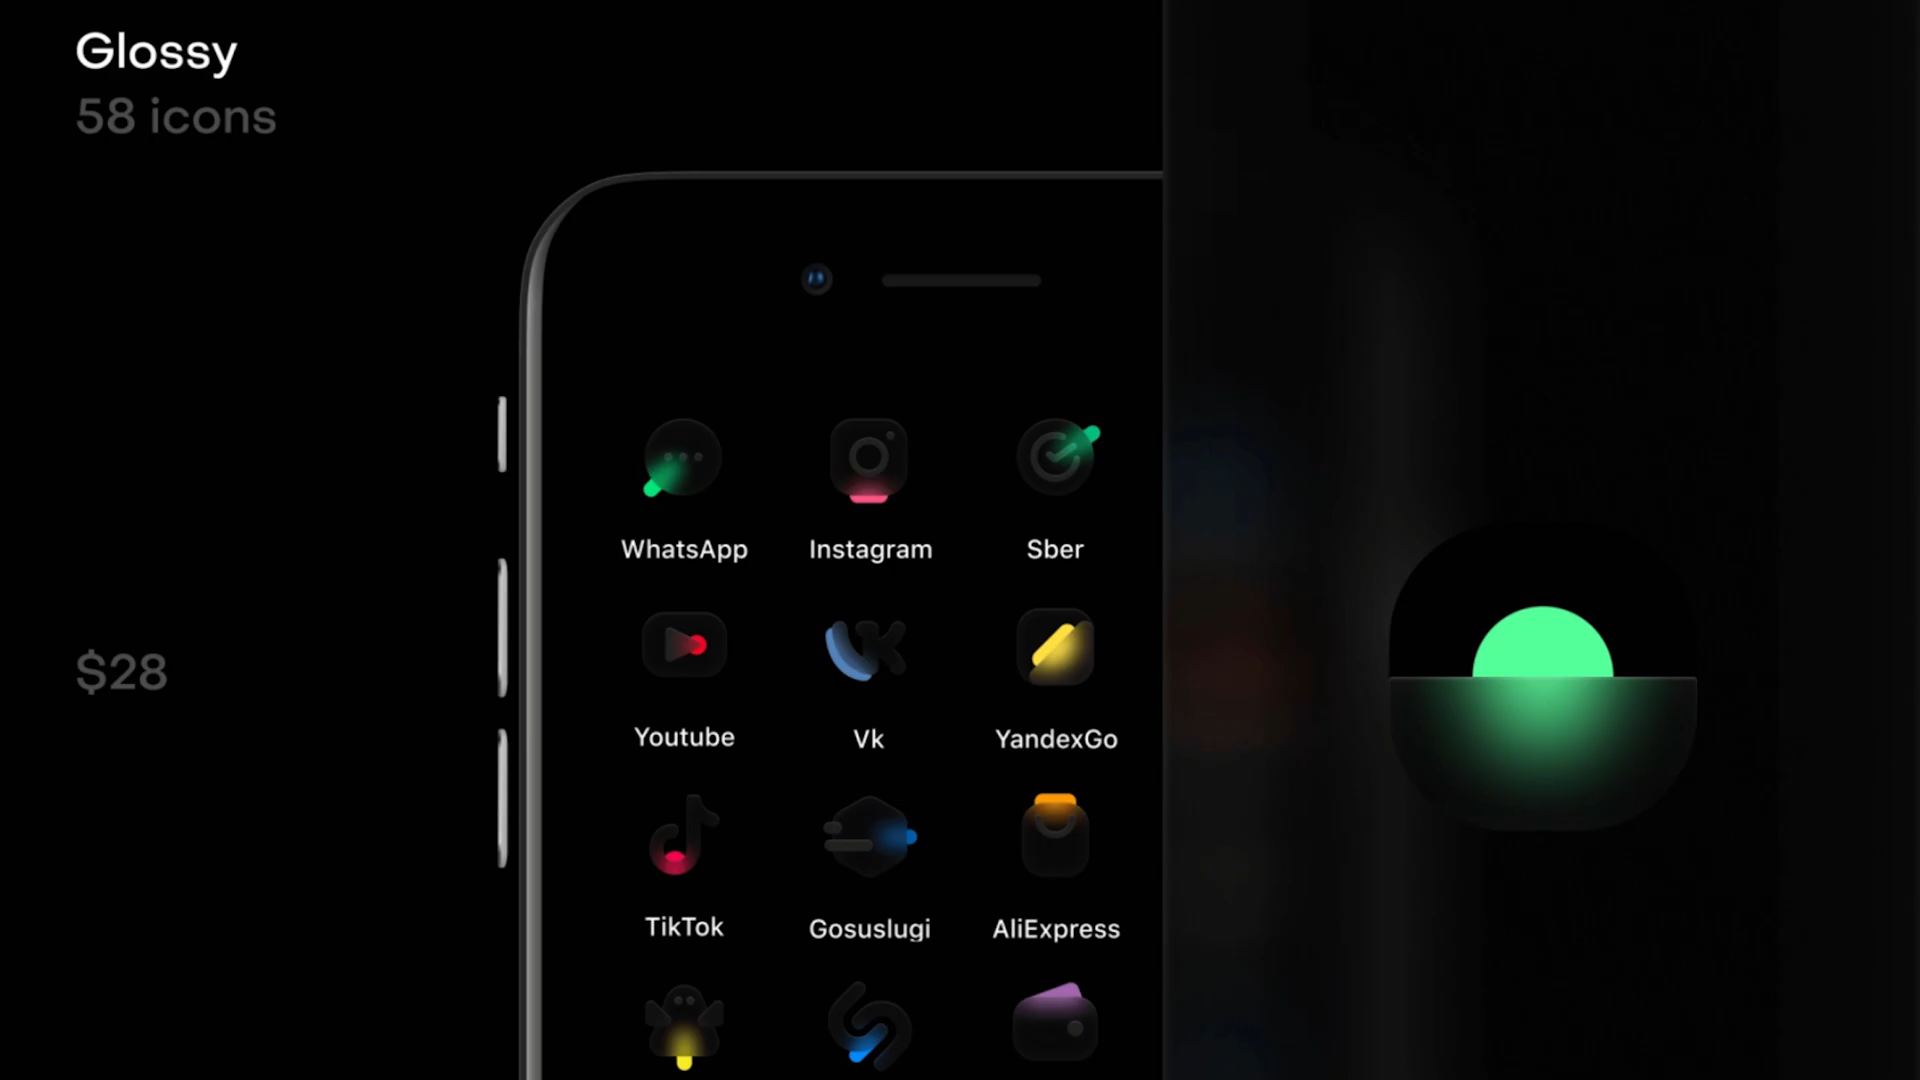 Glossy
58 icons
$28
WhatsApp
Instagram
Sber
Youtube
Vk
YandexGo
TikTok
Gosuslugi
AliExpress